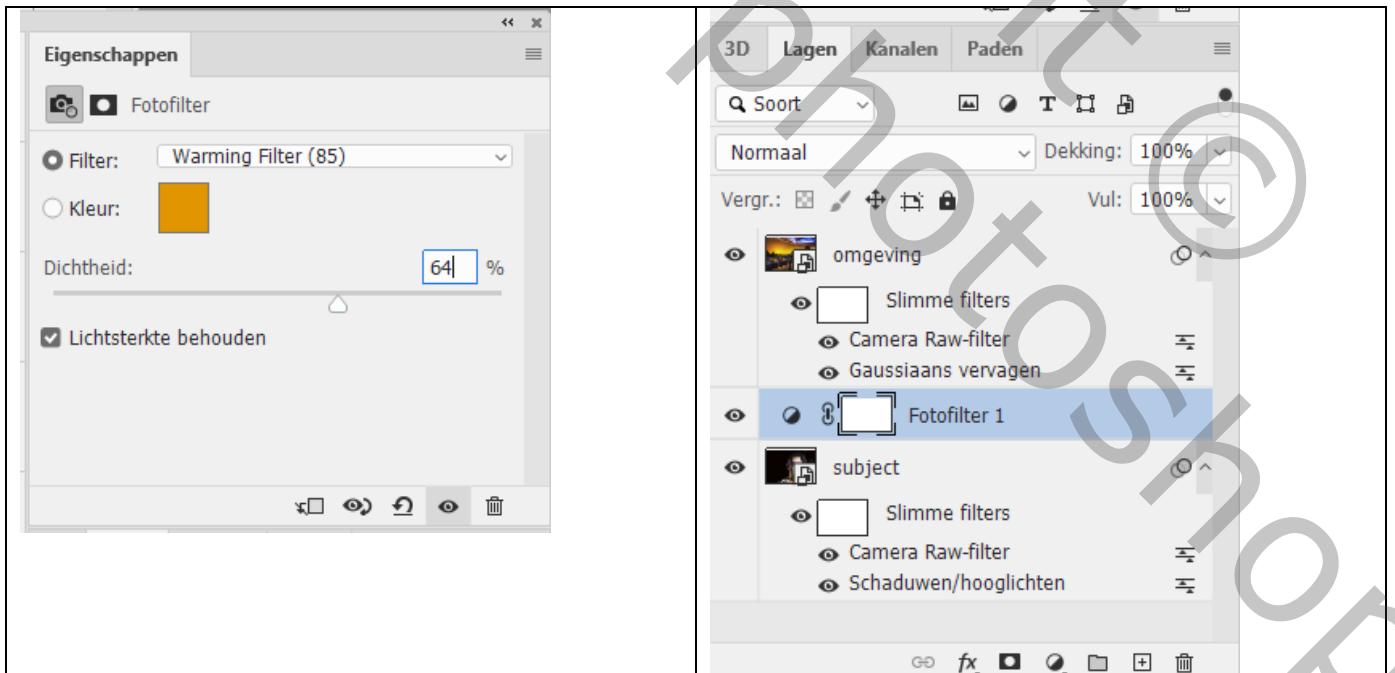 Eigenschappen
Fotofilter
Filter: Warming Filter (85)
Kleur:
Dichtheid: 64 %
Lichtsterkte behouden
3D Lagen Kanalen Paden
Soort T
Normaal Dekking: 100%
Vergr.: Vul: 100%
omgeving
Slimme filters
Camera Raw-filter
Gaussiaans vervagen
Fotofilter 1
subject
Slimme filters
Camera Raw-filter
Schaduwen/hooglichten
fx
©
photoshop